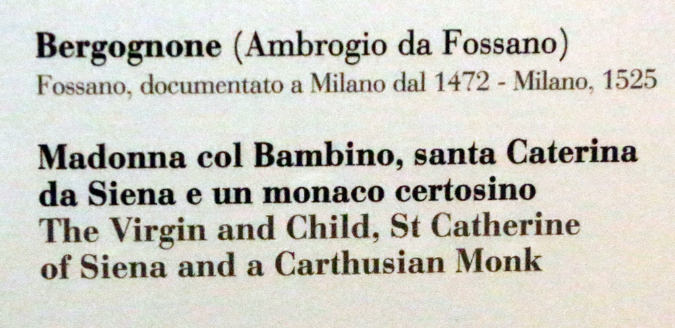 Bergognone (Ambrogio da Fossano)
Fossano, documentato a Milano dal 1472 - Milano, 1525
Madonna col Bambino, santa Caterina
da Siena e un monaco certosino
The Virgin and Child, St Catherine
of Siena and a Carthusian Monk